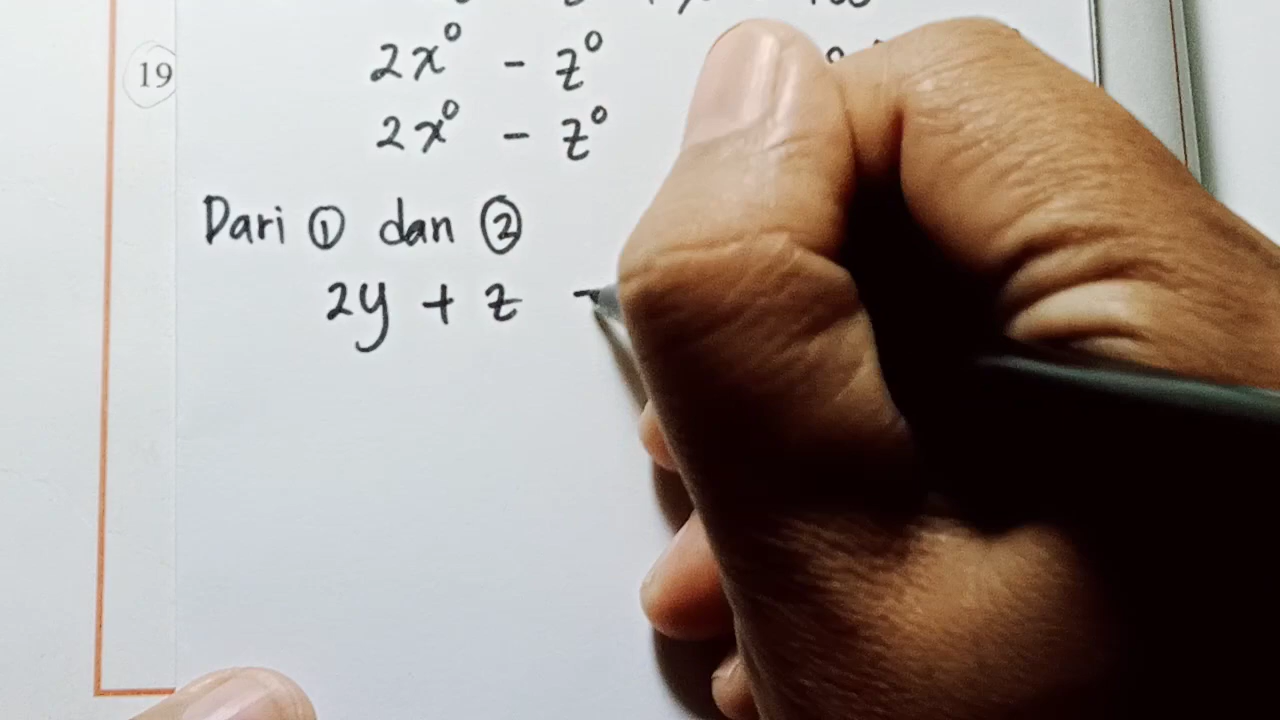 19
2x° - z°
2x° - z°
Dari ① dan ②
2y + z